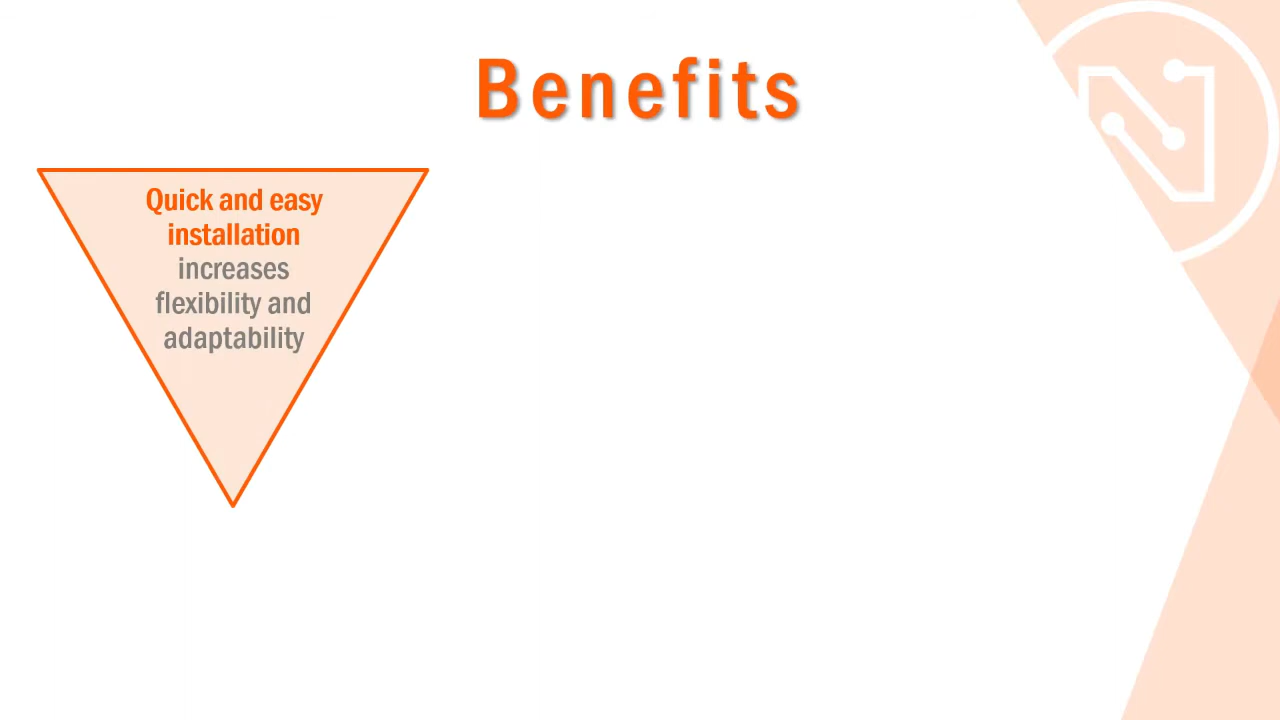 Benefits
Quick and easy
installation
increases
flexibility and
adaptability